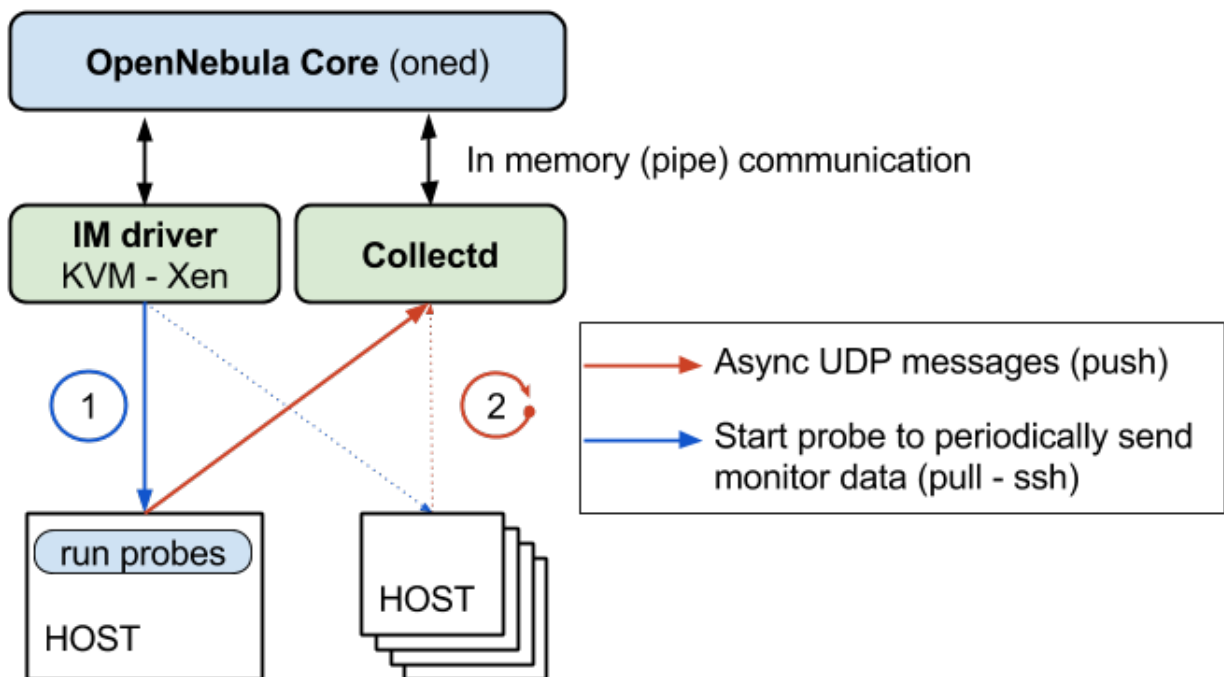 OpenNebula Core (oned)
In memory (pipe) communication
IM driver
KVM - Xen
Collectd
1
2
Async UDP messages (push)
Start probe to periodically send
monitor data (pull - ssh)
run probes
HOST
HOST